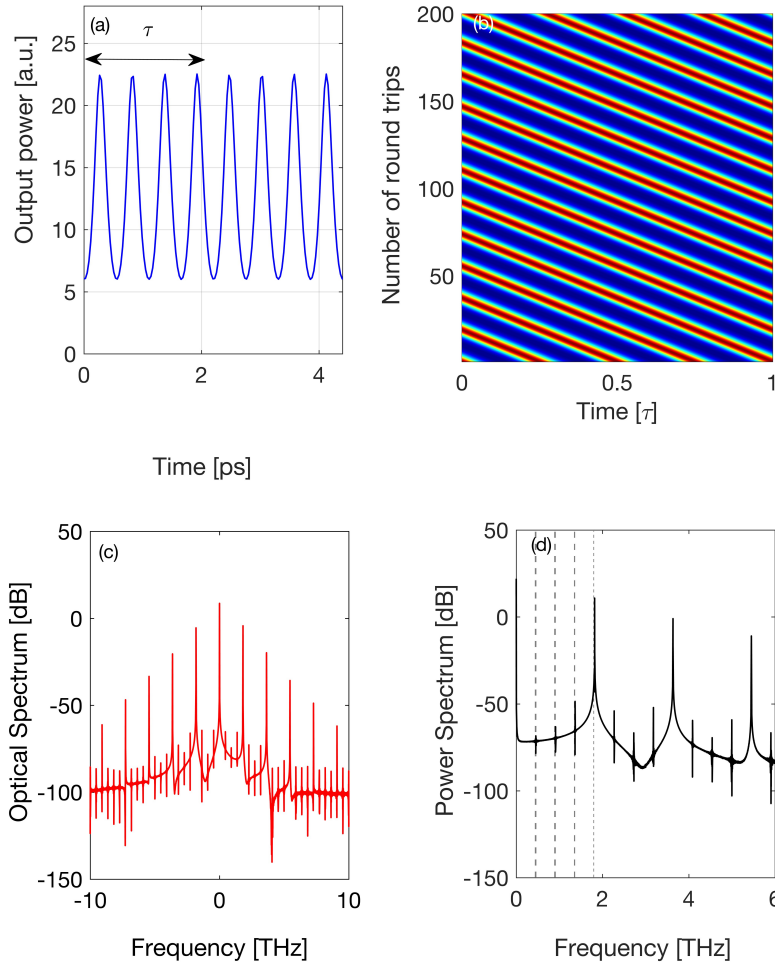 (a)
τ
Output power [a.u.]
25
20
15
10
5
0
0
2
4
Time [ps]
(b)
Number of round trips
200
150
100
50
0
0.5
1
Time [τ]
(c)
Optical Spectrum [dB]
50
0
-50
-100
-150
-10
0
10
Frequency [THz]
(d)
Power Spectrum [dB]
50
0
-50
-100
-150
0
2
4
6
Frequency [THz]